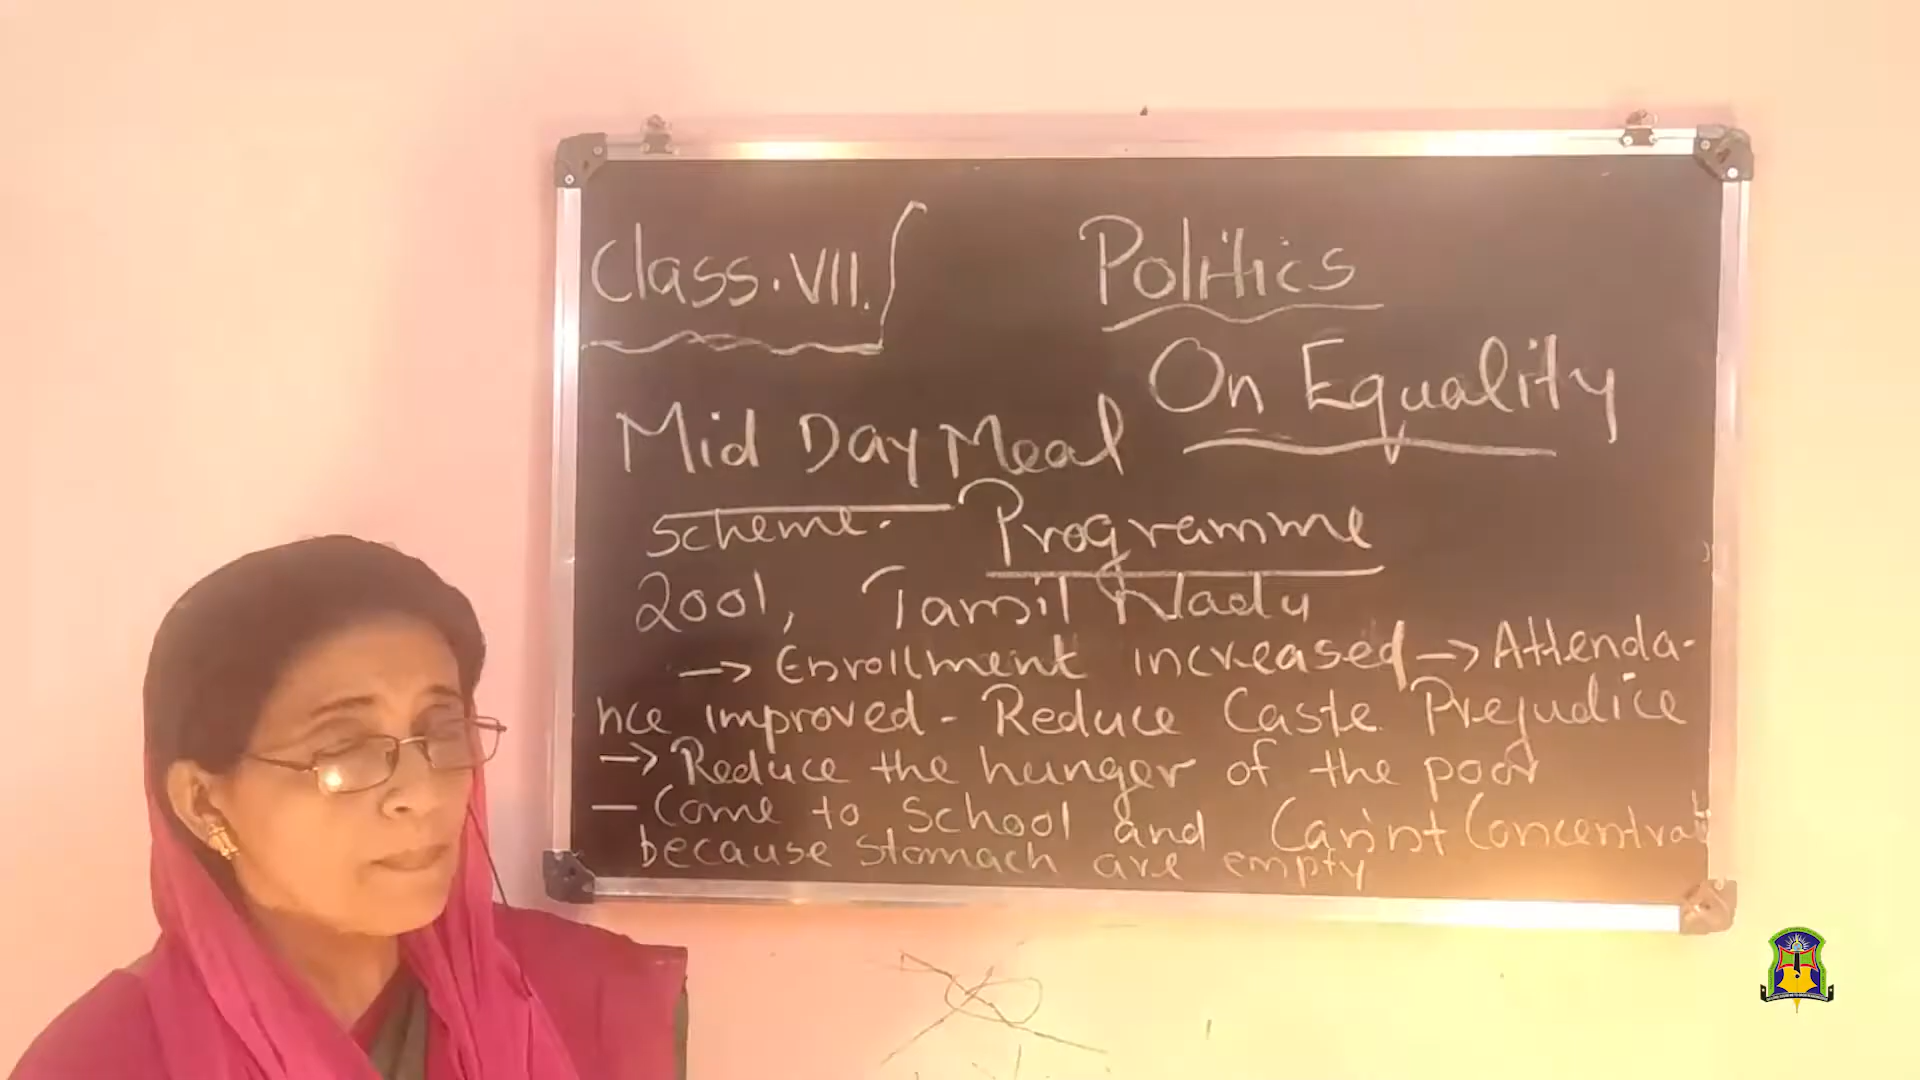 Class.VII.
Politics
On Equality
Mid Day Meal
Scheme. Programme
2001, Tamil Nadu
→ Enrollment increased → Attenda-
nce improved - Reduce Caste Prejudice
→ Reduce the hunger of the poor
— Come to School and Can't Concentrat
because stomach are empty